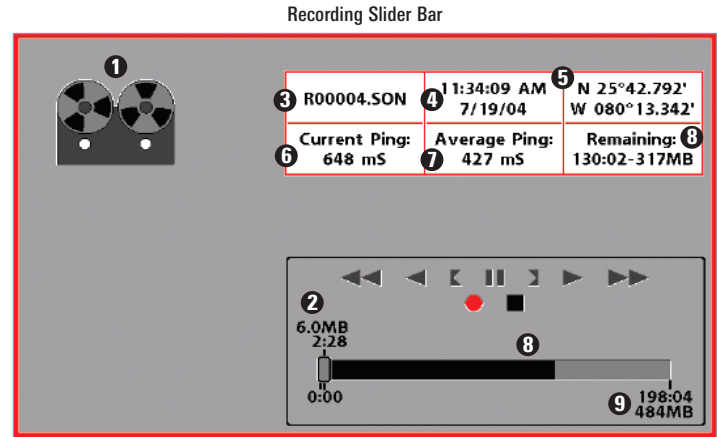 Recording Slider Bar
1
3 R00004.SON
4 11:34:09 AM
7/19/04
5 N 25°42.792'
W 080°13.342'
6 Current Ping:
648 mS
7 Average Ping:
427 mS
Remaining: 8
130:02-317MB
2
6.0MB
2:28
8
0:00
9 198:04
484MB